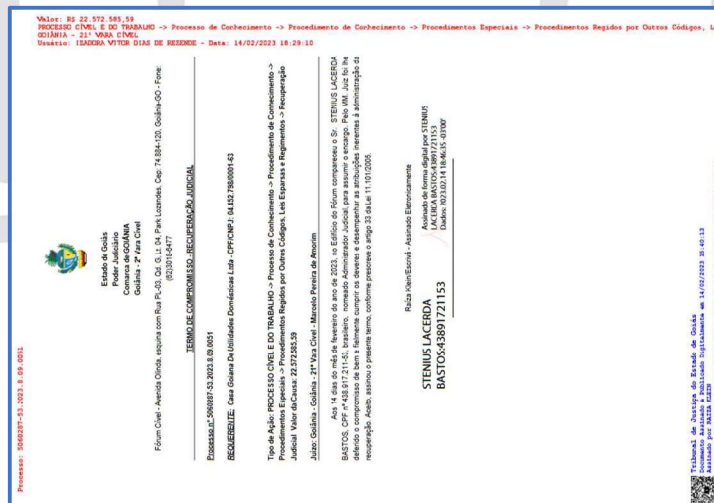 Valor: R$ 22.572.585,59
PROCESSO CÍVEL E DO TRABALHO -> Processo de Conhecimento -> Procedimento de Conhecimento -> Procedimentos Especiais -> Procedimentos Regidos por Outros Códigos, L
GOIÂNIA - 21ª VARA CÍVEL
Usuário: IZADORA VITOR DIAS DE REZENDE - Data: 14/02/2023 18:29:10
Processo: 5060287-53.2023.8.09.0051
Estado de Goiás
Poder Judiciário
Comarca de GOIÂNIA
Goiânia - 2ª Vara Cível
Fórum Cível - Avenida Olinda, esquina com Rua PL-03, Qd. G, Lt. 04, Park Lozandes, Cep: 74.884-120, Goiânia-GO - Fone:
(62)3018-6477
TERMO DE COMPROMISSO - RECUPERAÇÃO JUDICIAL
Processo nº: 5060287-53.2023.8.09.0051
REQUERENTE: Casa Goiana De Utilidades Domésticas Ltda - CPF/CNPJ: 04.152.798/0001-63
Tipo de Ação: PROCESSO CÍVEL E DO TRABALHO -> Processo de Conhecimento -> Procedimento de Conhecimento ->
Procedimentos Especiais -> Procedimentos Regidos por Outros Códigos, Leis Esparsas e Regimentos -> Recuperação
Judicial Valor da Causa: 22.572.585,59
Juízo: Goiânia - Goiânia - 21ª Vara Cível - Marcelo Pereira de Amorim
Aos 14 dias do mês de fevereiro do ano de 2023, no Edifício do Fórum compareceu o Sr. STENIUS LACERDA
BASTOS, CPF nº 438.917.211-53, brasileiro, nomeado Administrador Judicial, para assumir o encargo. Pelo MM. Juiz foi lhe
deferido o compromisso de bem e fielmente cumprir os deveres e desempenhar as atribuições inerentes à administração da
recuperação. Aceito, assinou o presente termo, conforme prescreve o artigo 33 da Lei 11.101/2005.
Raiza Klein/Escrivã - Assinado Eletronicamente
STENIUS LACERDA
BASTOS:43891721153
Assinado de forma digital por STENIUS
LACERDA BASTOS:43891721153
Dados: 2023.02.14 18:46:35 -03'00'
Tribunal de Justiça do Estado de Goiás
Documento Assinado e Publicado Digitalmente em 14/02/2023 15:40:13
Assinado por RAIZA KLEIN